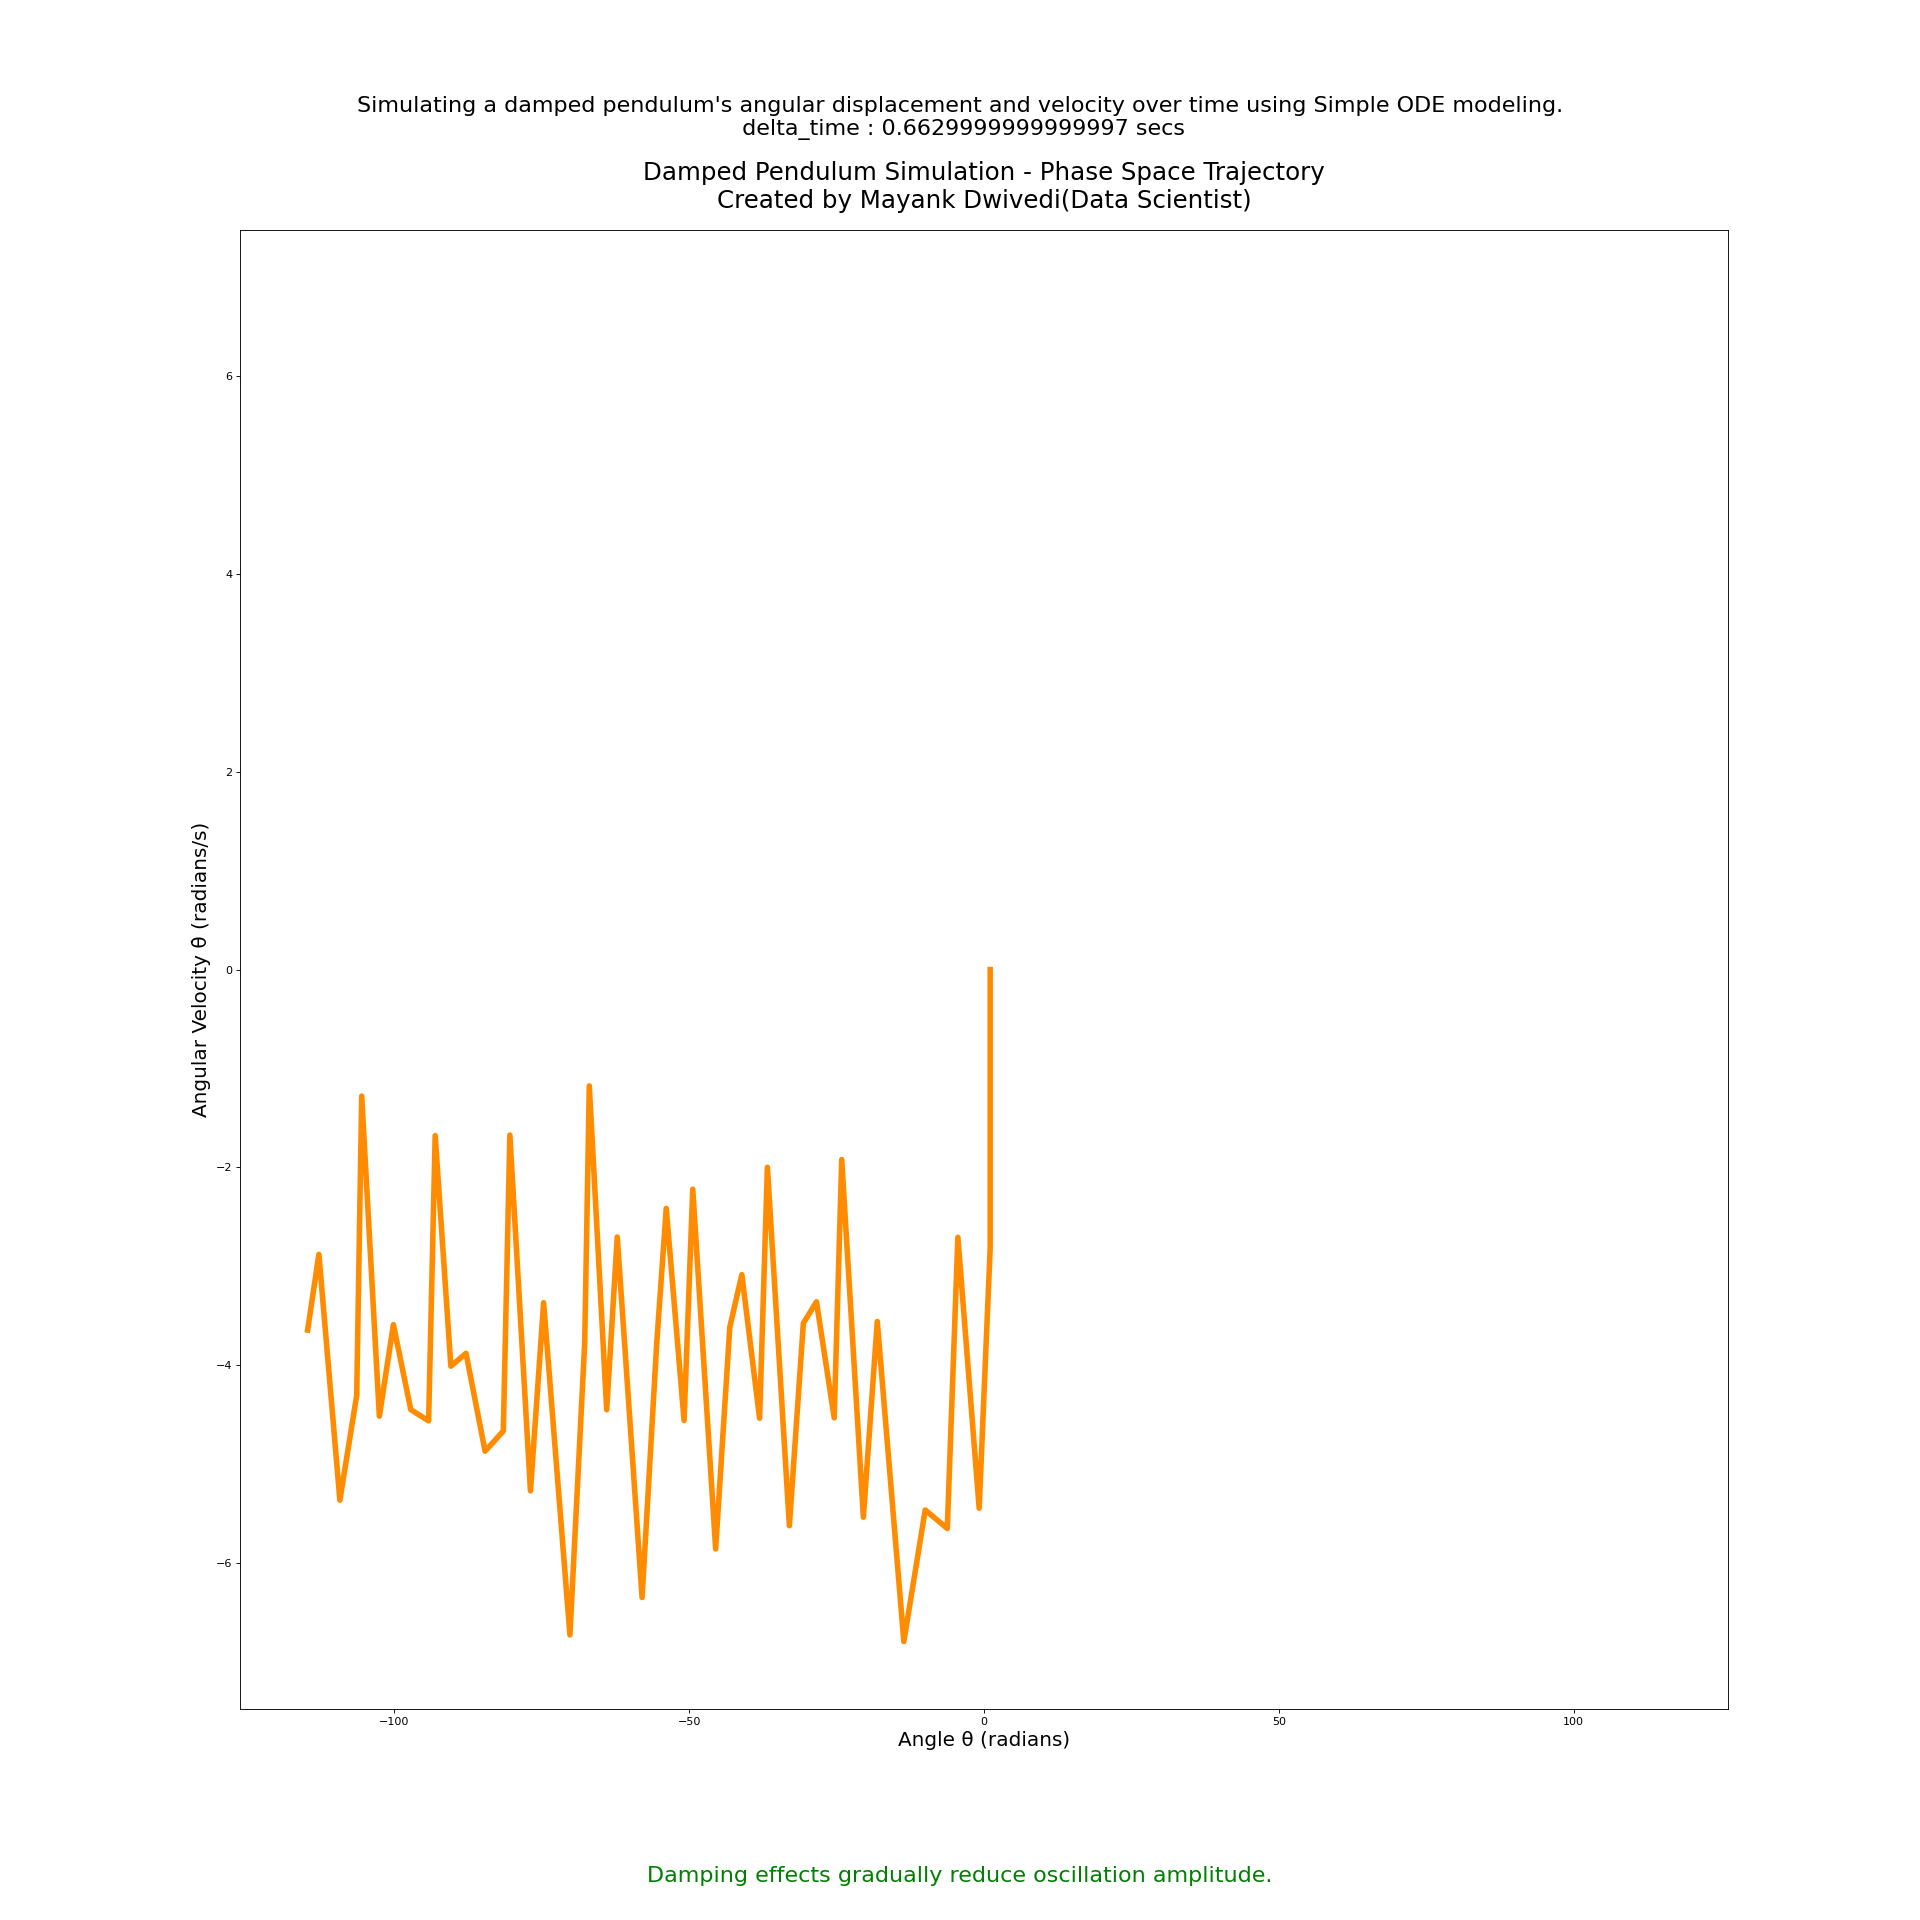 Simulating a damped pendulum's angular displacement and velocity over time using Simple ODE modeling.
delta_time : 0.6629999999999997 secs
Damped Pendulum Simulation - Phase Space Trajectory
Created by Mayank Dwivedi(Data Scientist)
6
4
2
0
−2
−4
−6
Angular Velocity θ (radians/s)
−100
−50
0
50
100
Angle θ (radians)
Damping effects gradually reduce oscillation amplitude.